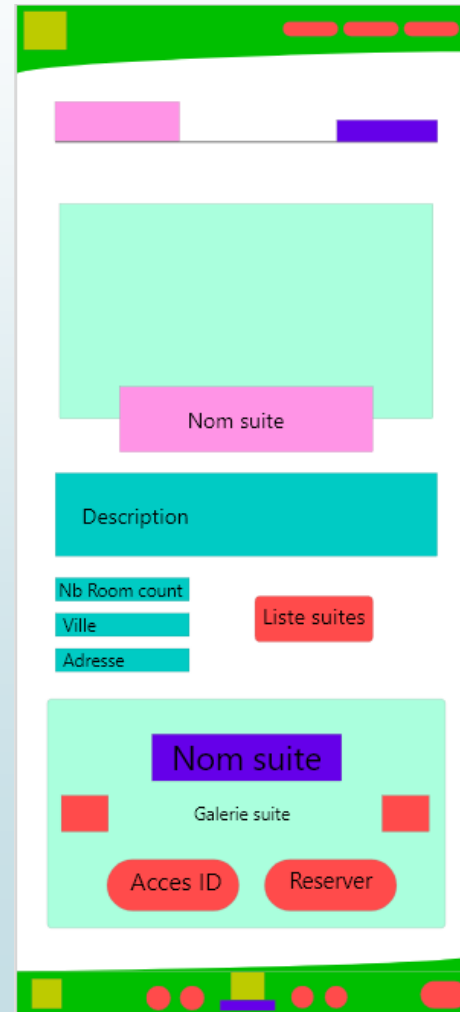 Nom suite
Description
Nb Room count
Ville
Adresse
Liste suites
Nom suite
Galerie suite
Acces ID
Reserver